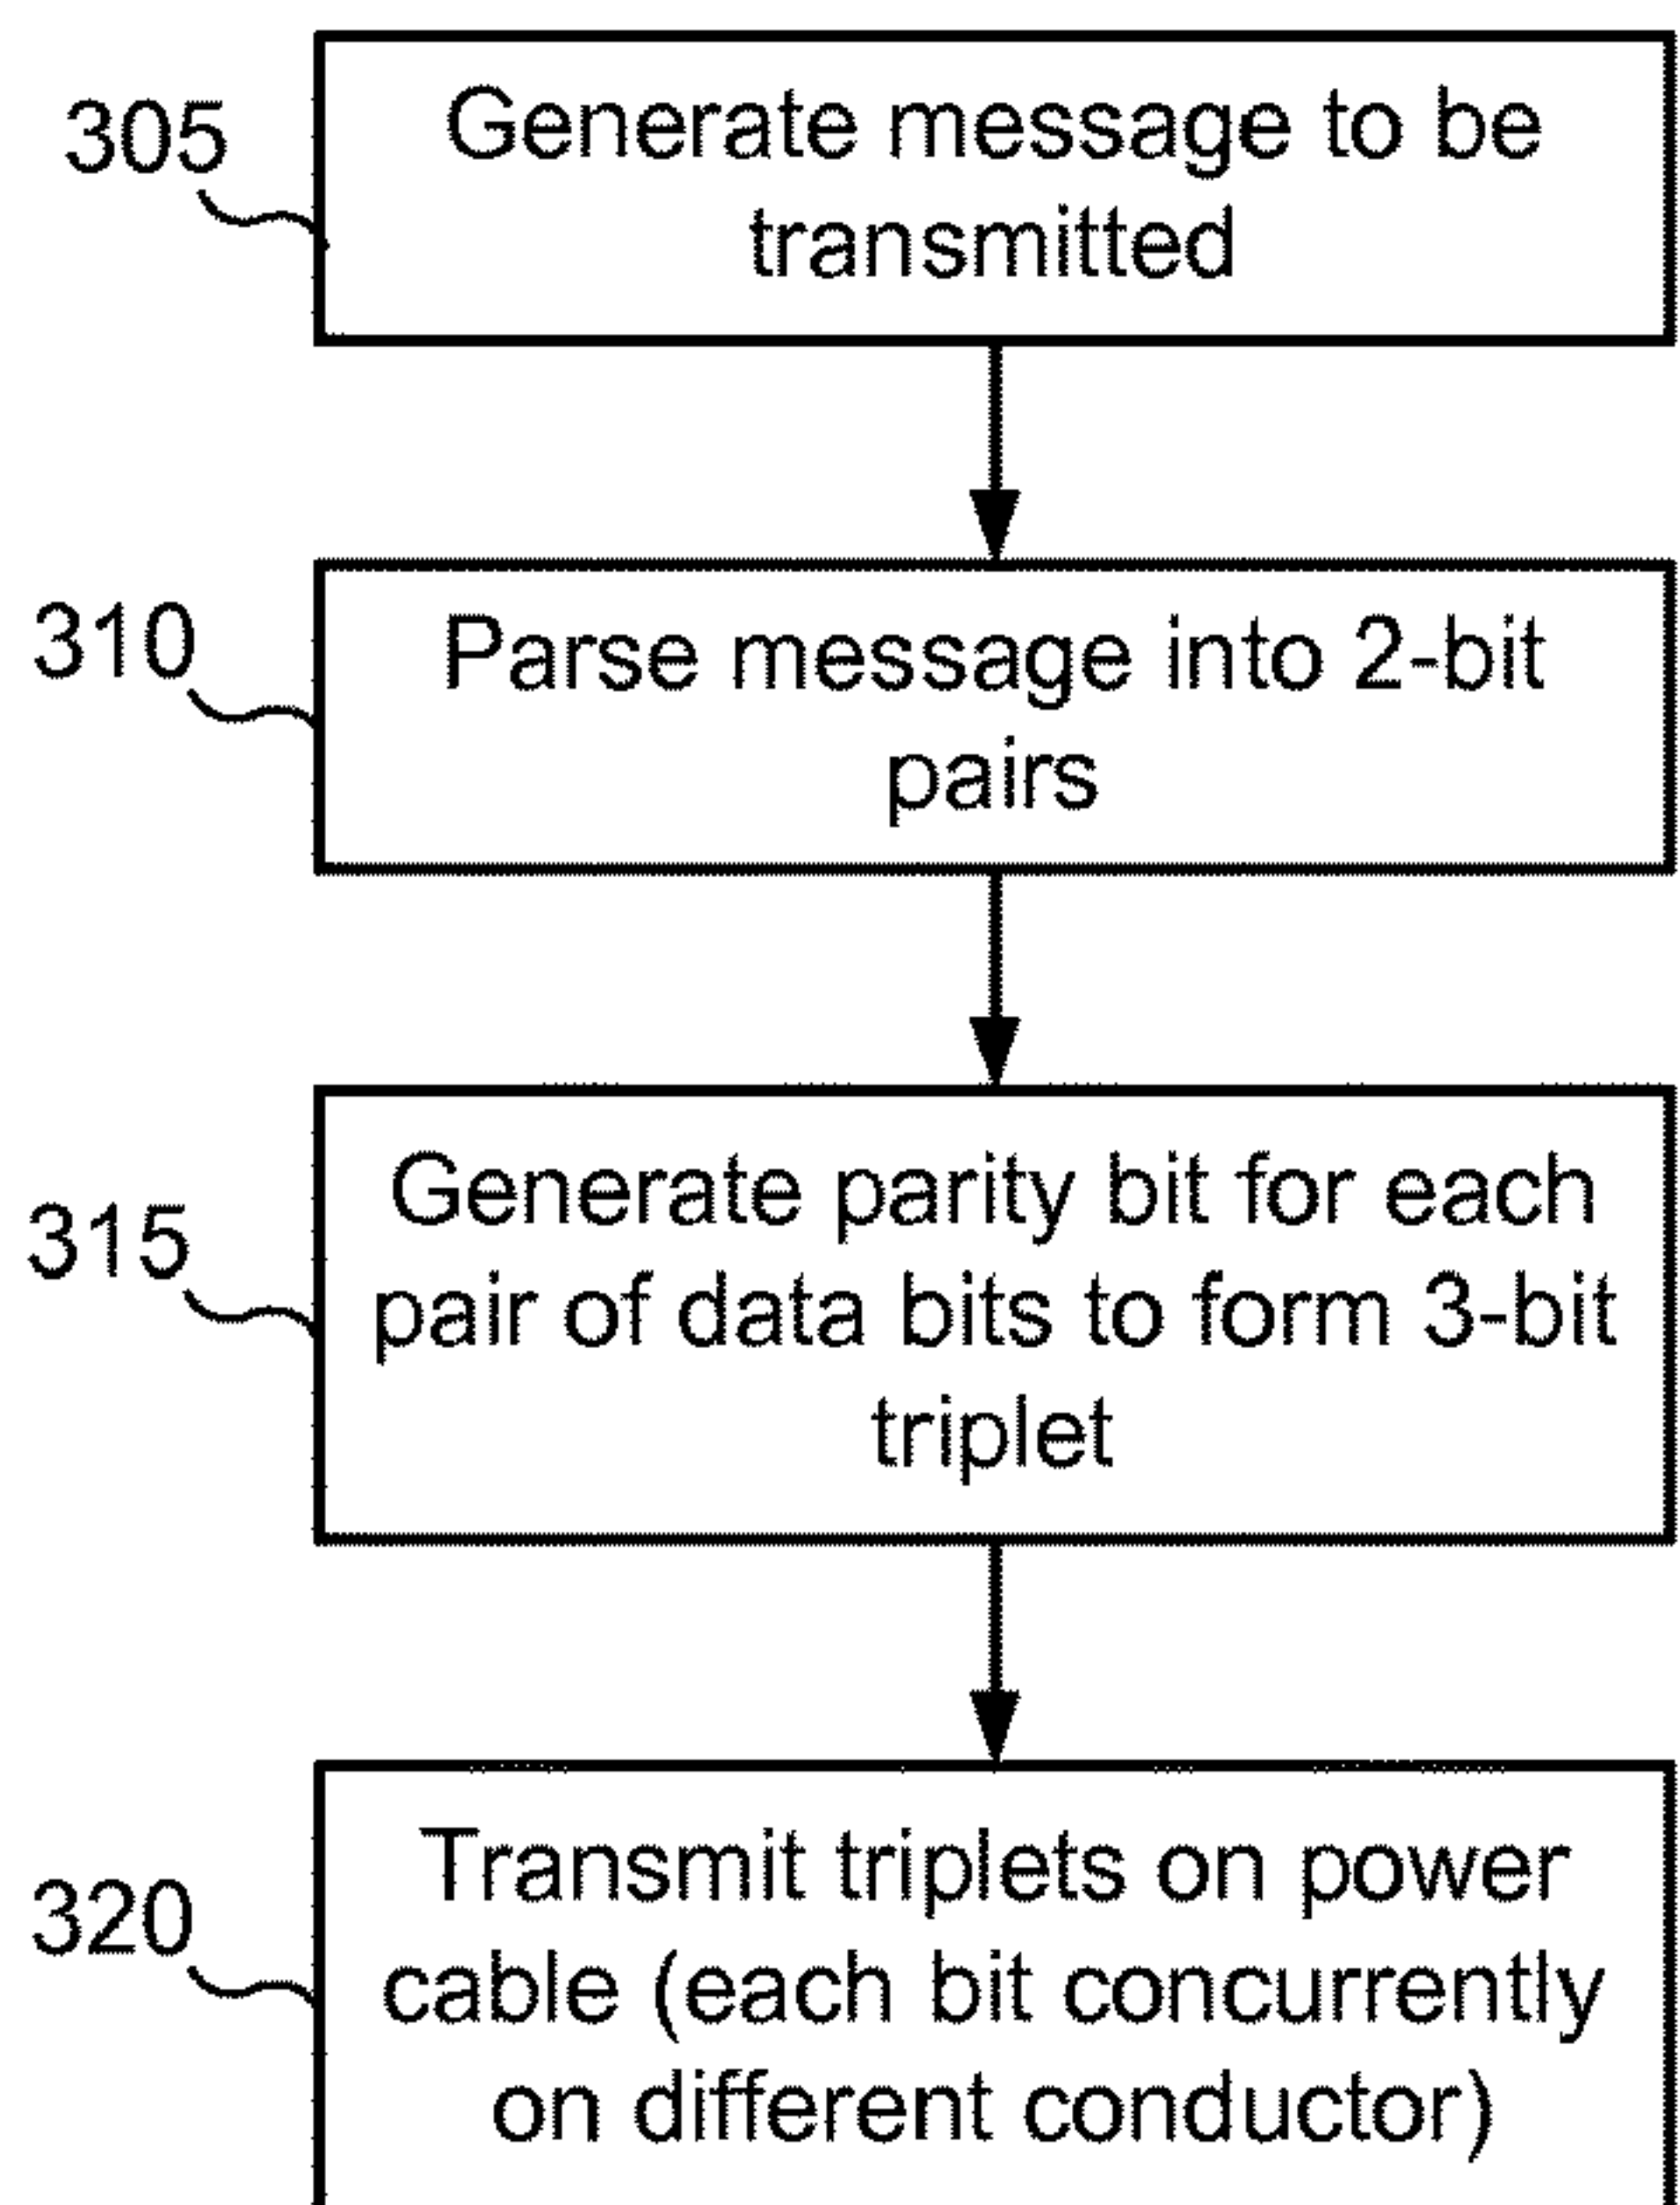 305
Generate message to be
transmitted
310
Parse message into 2-bit
pairs
315
Generate parity bit for each
pair of data bits to form 3-bit
triplet
320
Transmit triplets on power
cable (each bit concurrently
on different conductor)